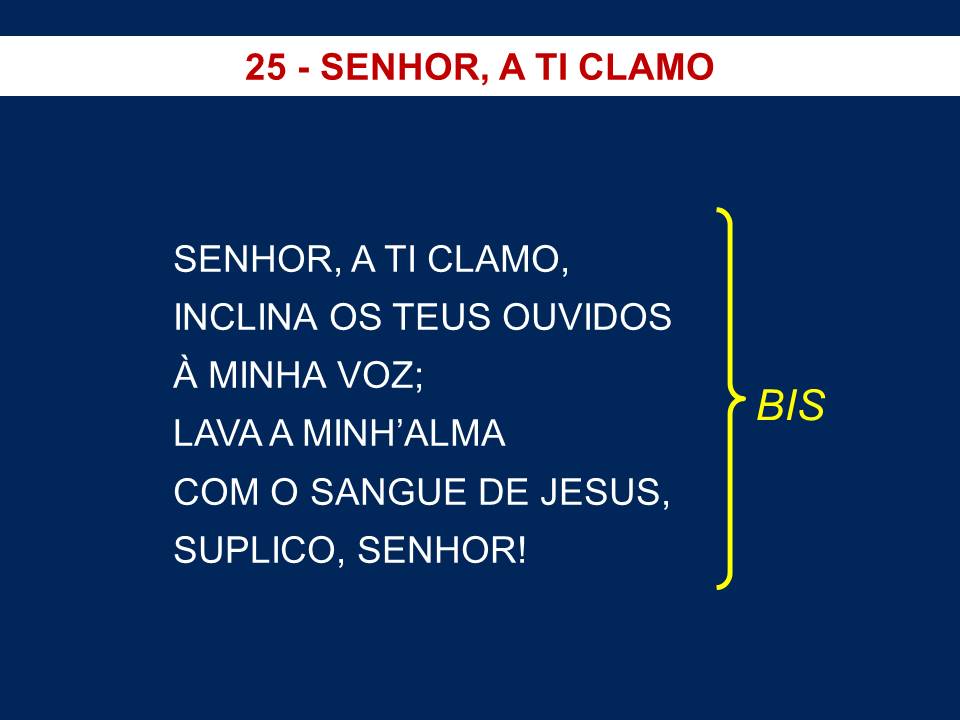 25 - SENHOR, A TI CLAMO
SENHOR, A TI CLAMO,
INCLINA OS TEUS OUVIDOS
À MINHA VOZ;
LAVA A MINH’ALMA
COM O SANGUE DE JESUS,
SUPLICO, SENHOR!
BIS